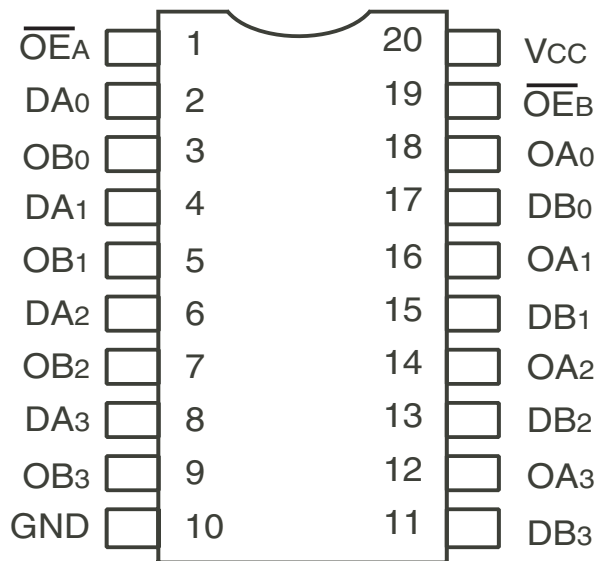 OEA 1 20 VCC
DA0 2 19 OEB
OB0 3 18 OA0
DA1 4 17 DB0
OB1 5 16 OA1
DA2 6 15 DB1
OB2 7 14 OA2
DA3 8 13 DB2
OB3 9 12 OA3
GND 10 11 DB3